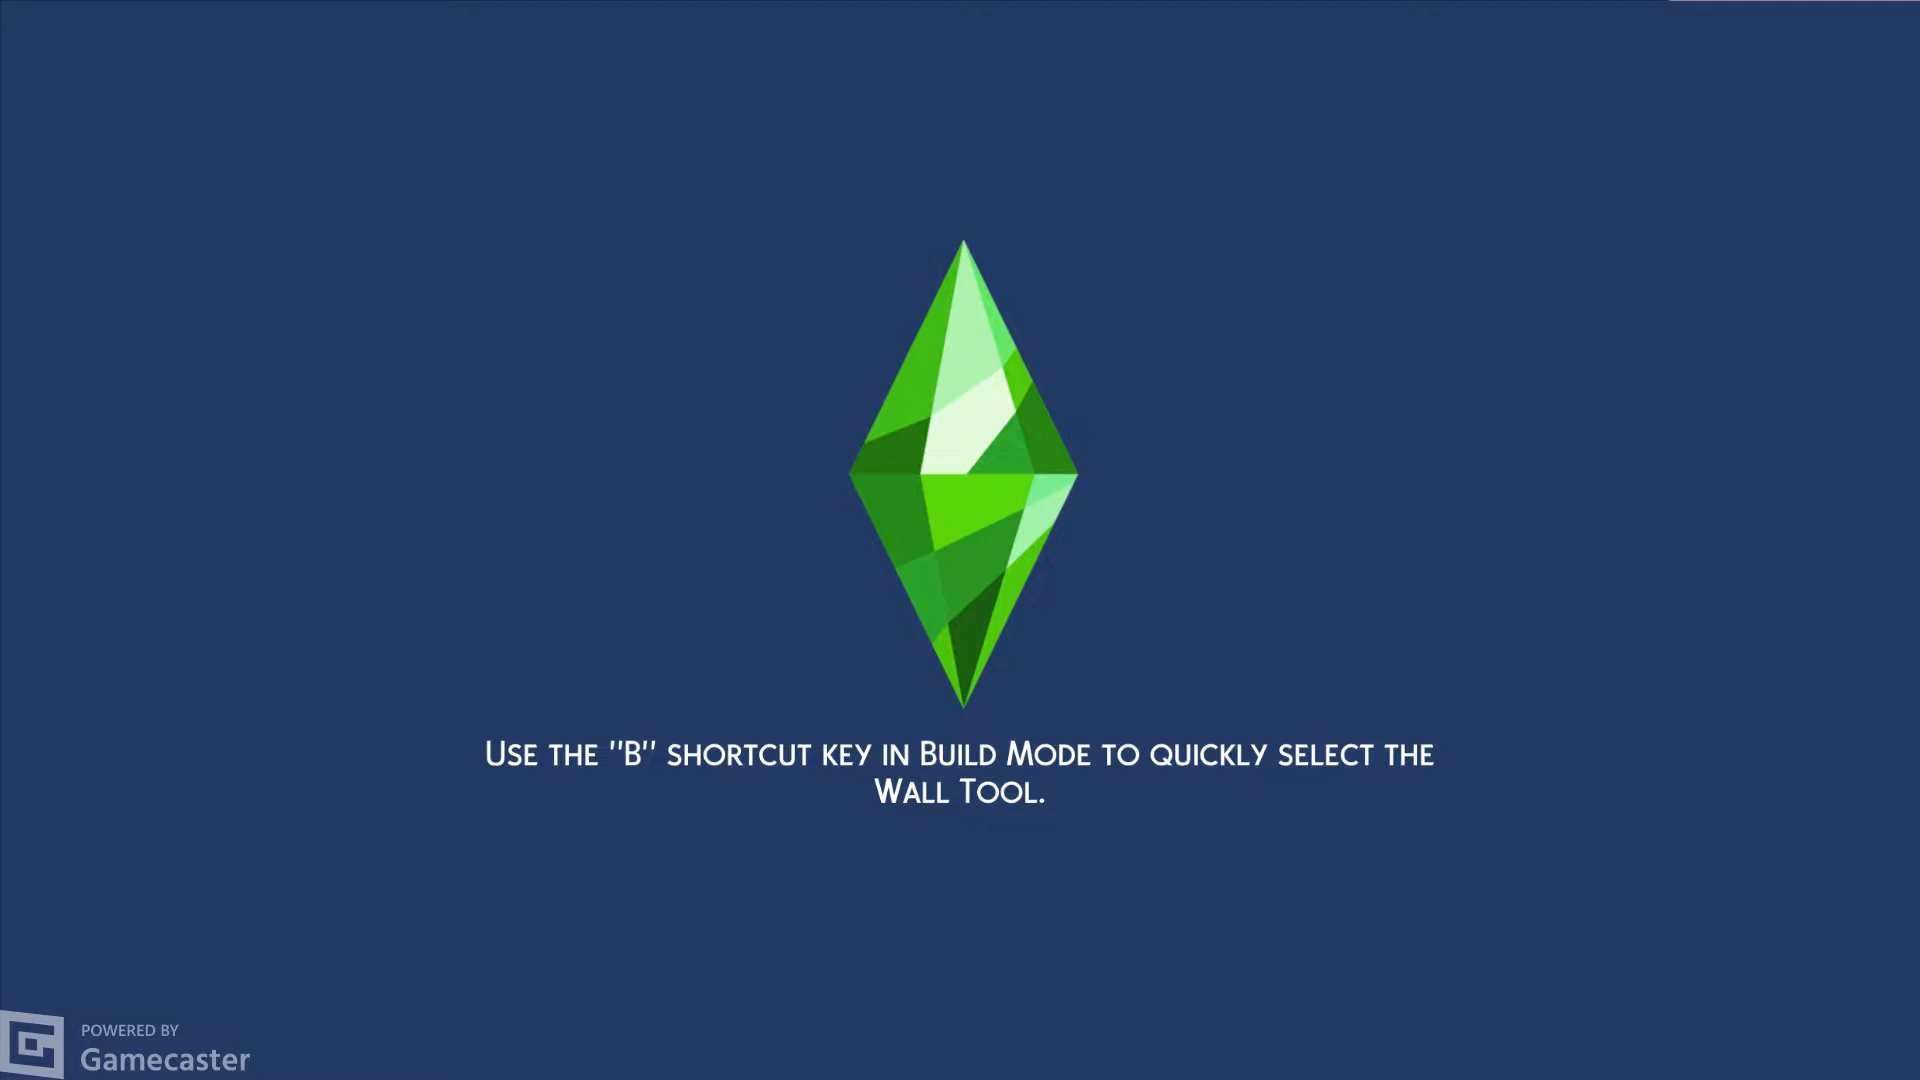 Use the "B" shortcut key in Build Mode to quickly select the
Wall Tool.
POWERED BY
Gamecaster